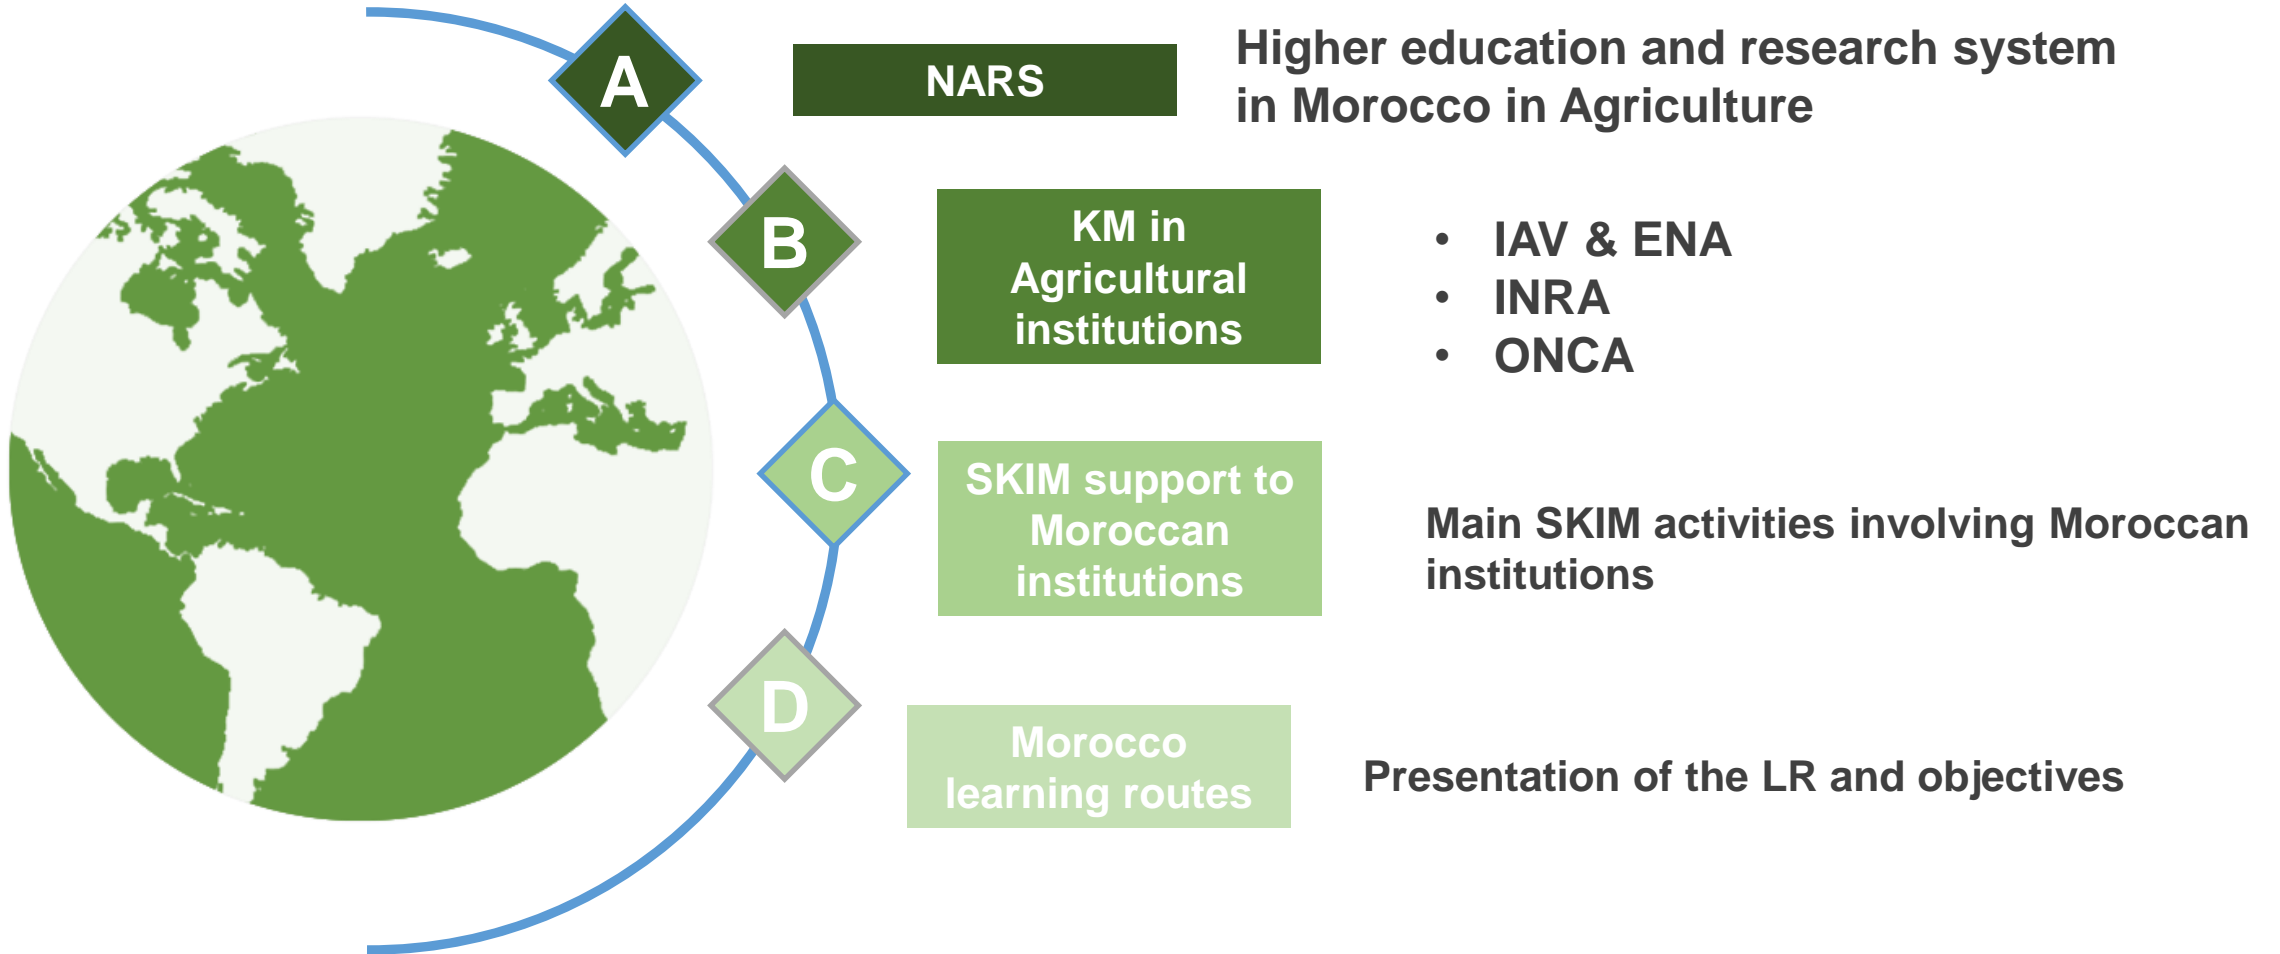 A
NARS
Higher education and research system
in Morocco in Agriculture
B
KM in
Agricultural
institutions
• IAV & ENA
• INRA
• ONCA
C
SKIM support to
Moroccan
institutions
Main SKIM activities involving Moroccan
institutions
D
Morocco
learning routes
Presentation of the LR and objectives